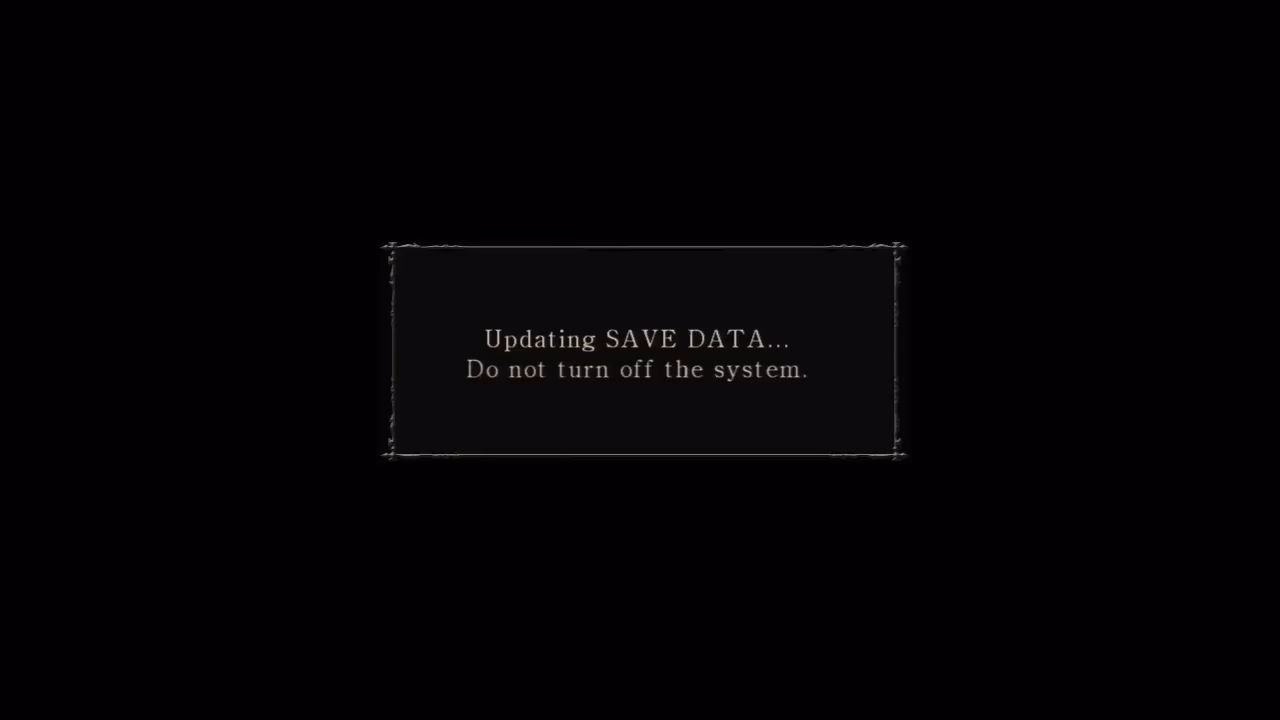 Updating SAVE DATA...
Do not turn off the system.